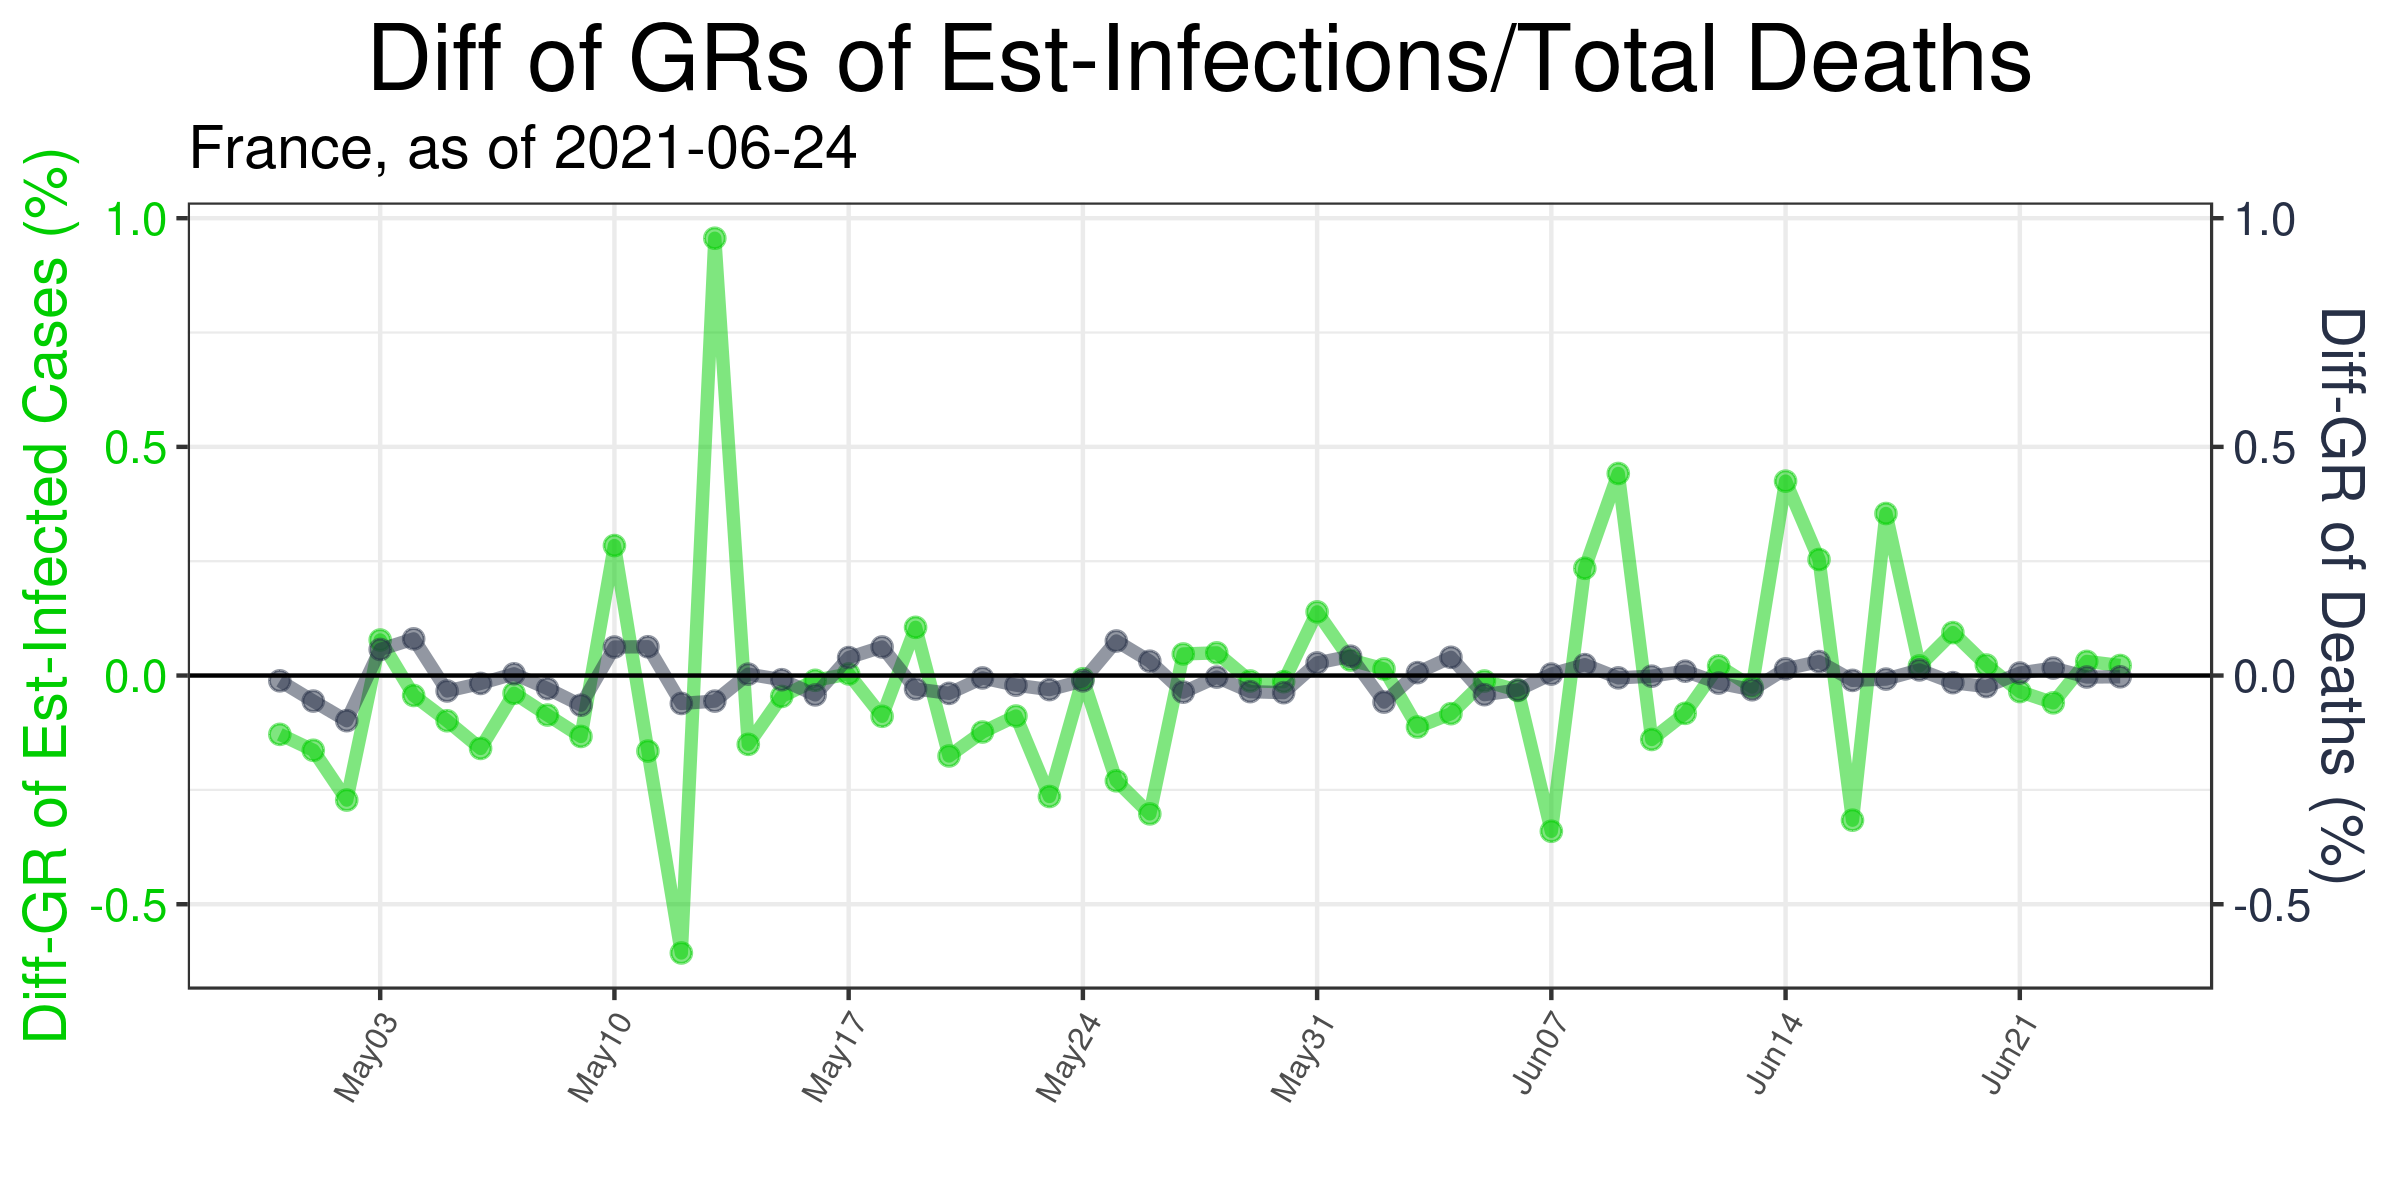 Diff of GRs of Est-Infections/Total Deaths
France, as of 2021-06-24
Diff-GR of Est-Infected Cases (%)
1.0
0.5
0.0
-0.5
1.0
0.5
0.0
-0.5
Diff-GR of Deaths (%)
May03
May10
May17
May24
May31
Jun07
Jun14
Jun21